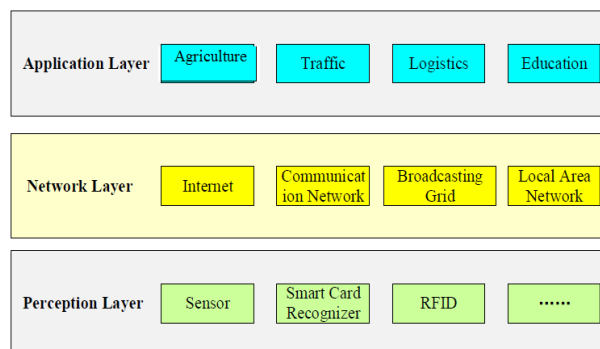 Application Layer
Agriculture
Traffic
Logistics
Education
Network Layer
Internet
Communicat
ion Network
Broadcasting
Grid
Local Area
Network
Perception Layer
Sensor
Smart Card
Recognizer
RFID
......